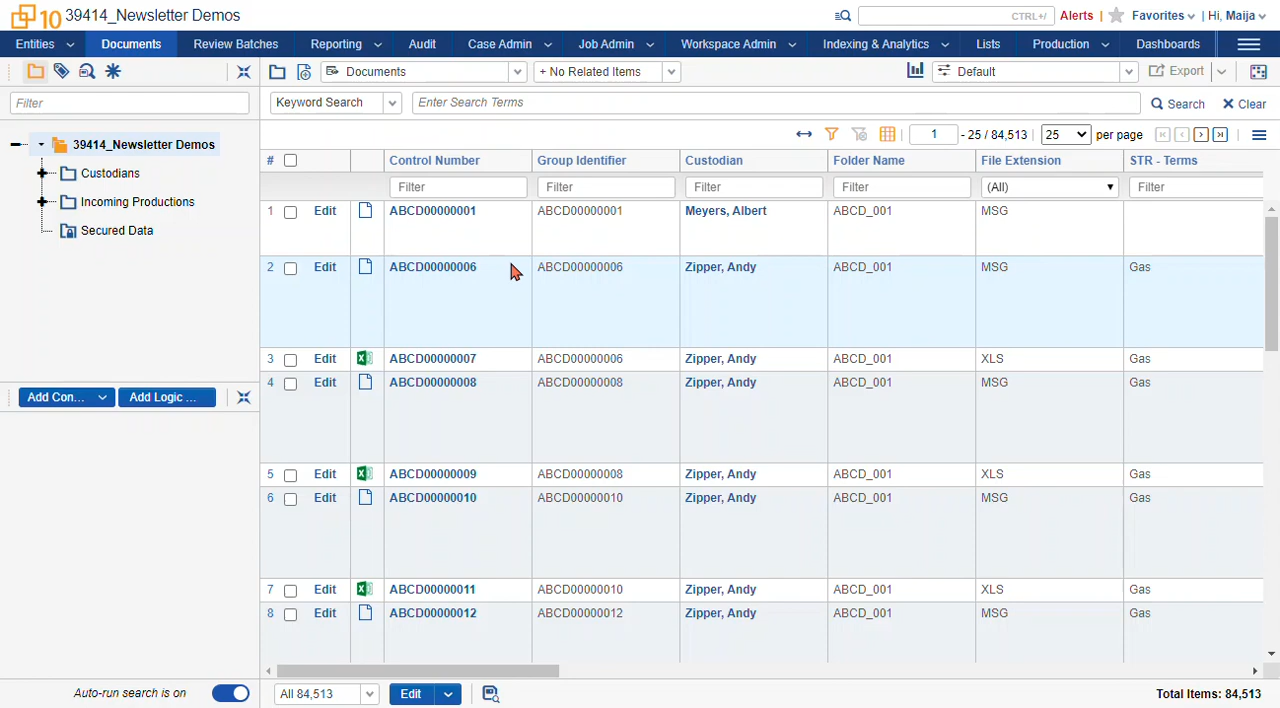 10 39414_Newsletter Demos CTRL+/ Alerts | Favorites | Hi, Maija
Entities Documents Review Batches Reporting Audit Case Admin Job Admin Workspace Admin Indexing & Analytics Lists Production Dashboards
Documents + No Related Items Default Export
Filter Keyword Search Enter Search Terms Search Clear
1 - 25 / 84,513 25 per page
39414_Newsletter Demos
Custodians
Incoming Productions
Secured Data
Add Con... Add Logic ...
# Control Number Group Identifier Custodian Folder Name File Extension STR - Terms
Filter Filter Filter Filter (All) Filter
1 Edit ABCD00000001 ABCD00000001 Meyers, Albert ABCD_001 MSG
2 Edit ABCD00000006 ABCD00000006 Zipper, Andy ABCD_001 MSG Gas
3 Edit ABCD00000007 ABCD00000006 Zipper, Andy ABCD_001 XLS Gas
4 Edit ABCD00000008 ABCD00000008 Zipper, Andy ABCD_001 MSG Gas
5 Edit ABCD00000009 ABCD00000008 Zipper, Andy ABCD_001 XLS Gas
6 Edit ABCD00000010 ABCD00000010 Zipper, Andy ABCD_001 MSG Gas
7 Edit ABCD00000011 ABCD00000010 Zipper, Andy ABCD_001 XLS Gas
8 Edit ABCD00000012 ABCD00000012 Zipper, Andy ABCD_001 MSG Gas
Auto-run search is on All 84,513 Edit Total Items: 84,513